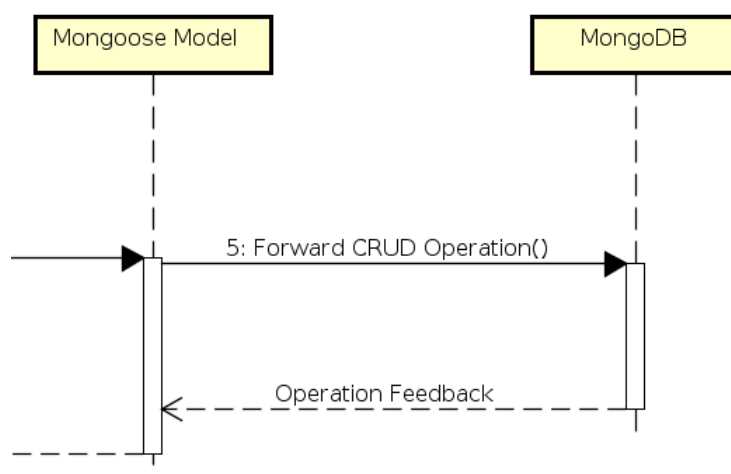 Mongoose Model
MongoDB
5: Forward CRUD Operation()
Operation Feedback